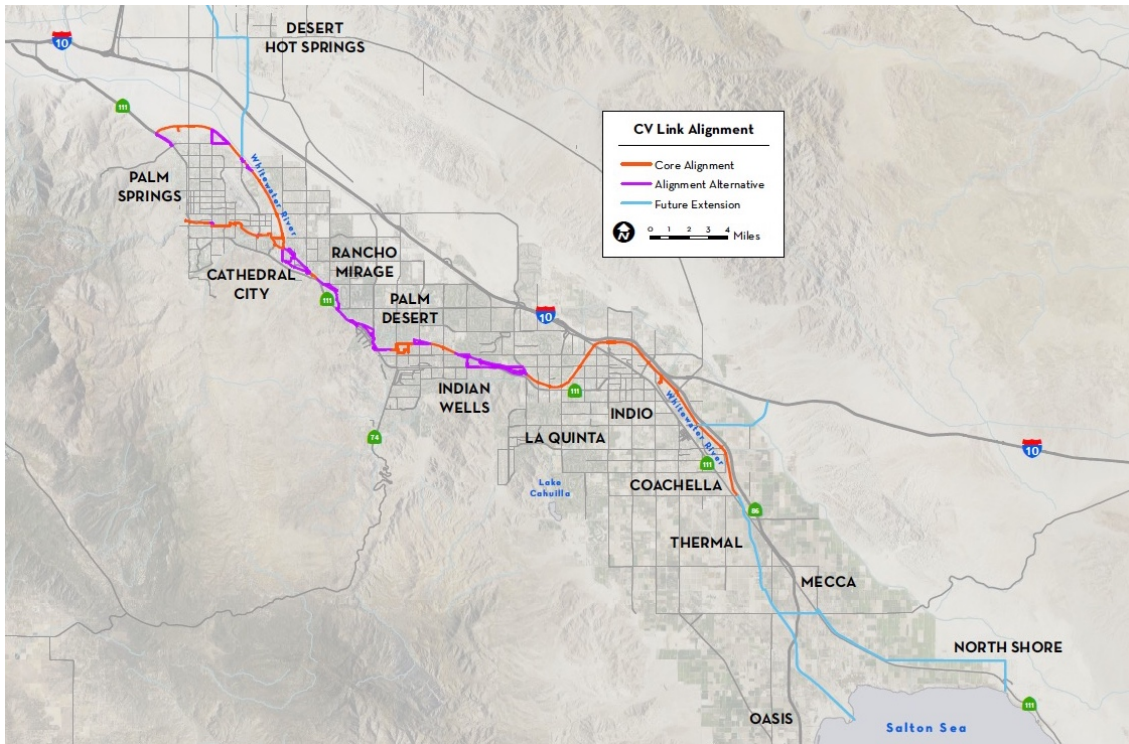 DESERT
HOT SPRINGS
10
111
CV Link Alignment
Core Alignment
Alignment Alternative
Future Extension
N
0 1 2 3 4 Miles
PALM
SPRINGS
Whitewater River
RANCHO
MIRAGE
CATHEDRAL
CITY
111
PALM
DESERT
10
INDIAN
WELLS
111
INDIO
Whitewater River
74
LA QUINTA
10
111
COACHELLA
Lake
Cahuilla
86
THERMAL
MECCA
NORTH SHORE
111
OASIS
Salton Sea